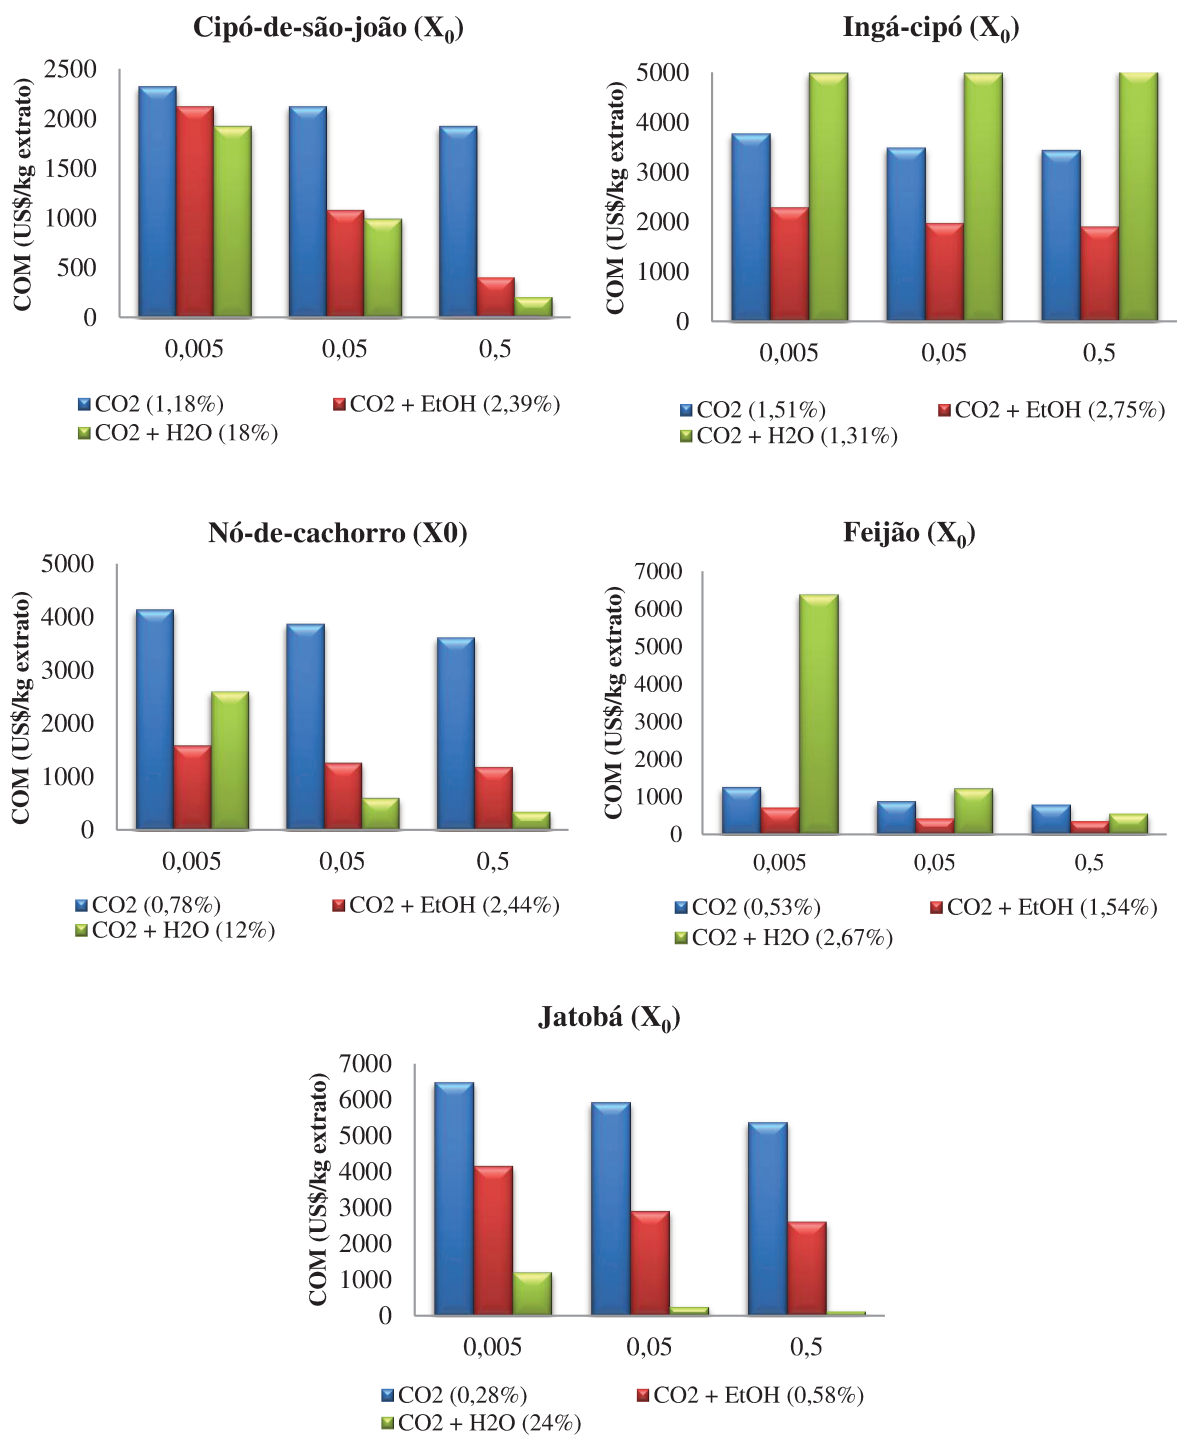 Cipó-de-são-joão (X₀)
COM (US$/kg extrato)
2500
2000
1500
1000
500
0
0,005
0,05
0,5
CO2 (1,18%)
CO2 + EtOH (2,39%)
CO2 + H2O (18%)
Ingá-cipó (X₀)
COM (US$/kg extrato)
5000
4000
3000
2000
1000
0
0,005
0,05
0,5
CO2 (1,51%)
CO2 + EtOH (2,75%)
CO2 + H2O (1,31%)
Nó-de-cachorro (X0)
COM (US$/kg extrato)
5000
4000
3000
2000
1000
0
0,005
0,05
0,5
CO2 (0,78%)
CO2 + EtOH (2,44%)
CO2 + H2O (12%)
Feijão (X₀)
COM (US$/kg extrato)
7000
6000
5000
4000
3000
2000
1000
0
0,005
0,05
0,5
CO2 (0,53%)
CO2 + EtOH (1,54%)
CO2 + H2O (2,67%)
Jatobá (X₀)
COM (US$/kg extrato)
7000
6000
5000
4000
3000
2000
1000
0
0,005
0,05
0,5
CO2 (0,28%)
CO2 + EtOH (0,58%)
CO2 + H2O (24%)